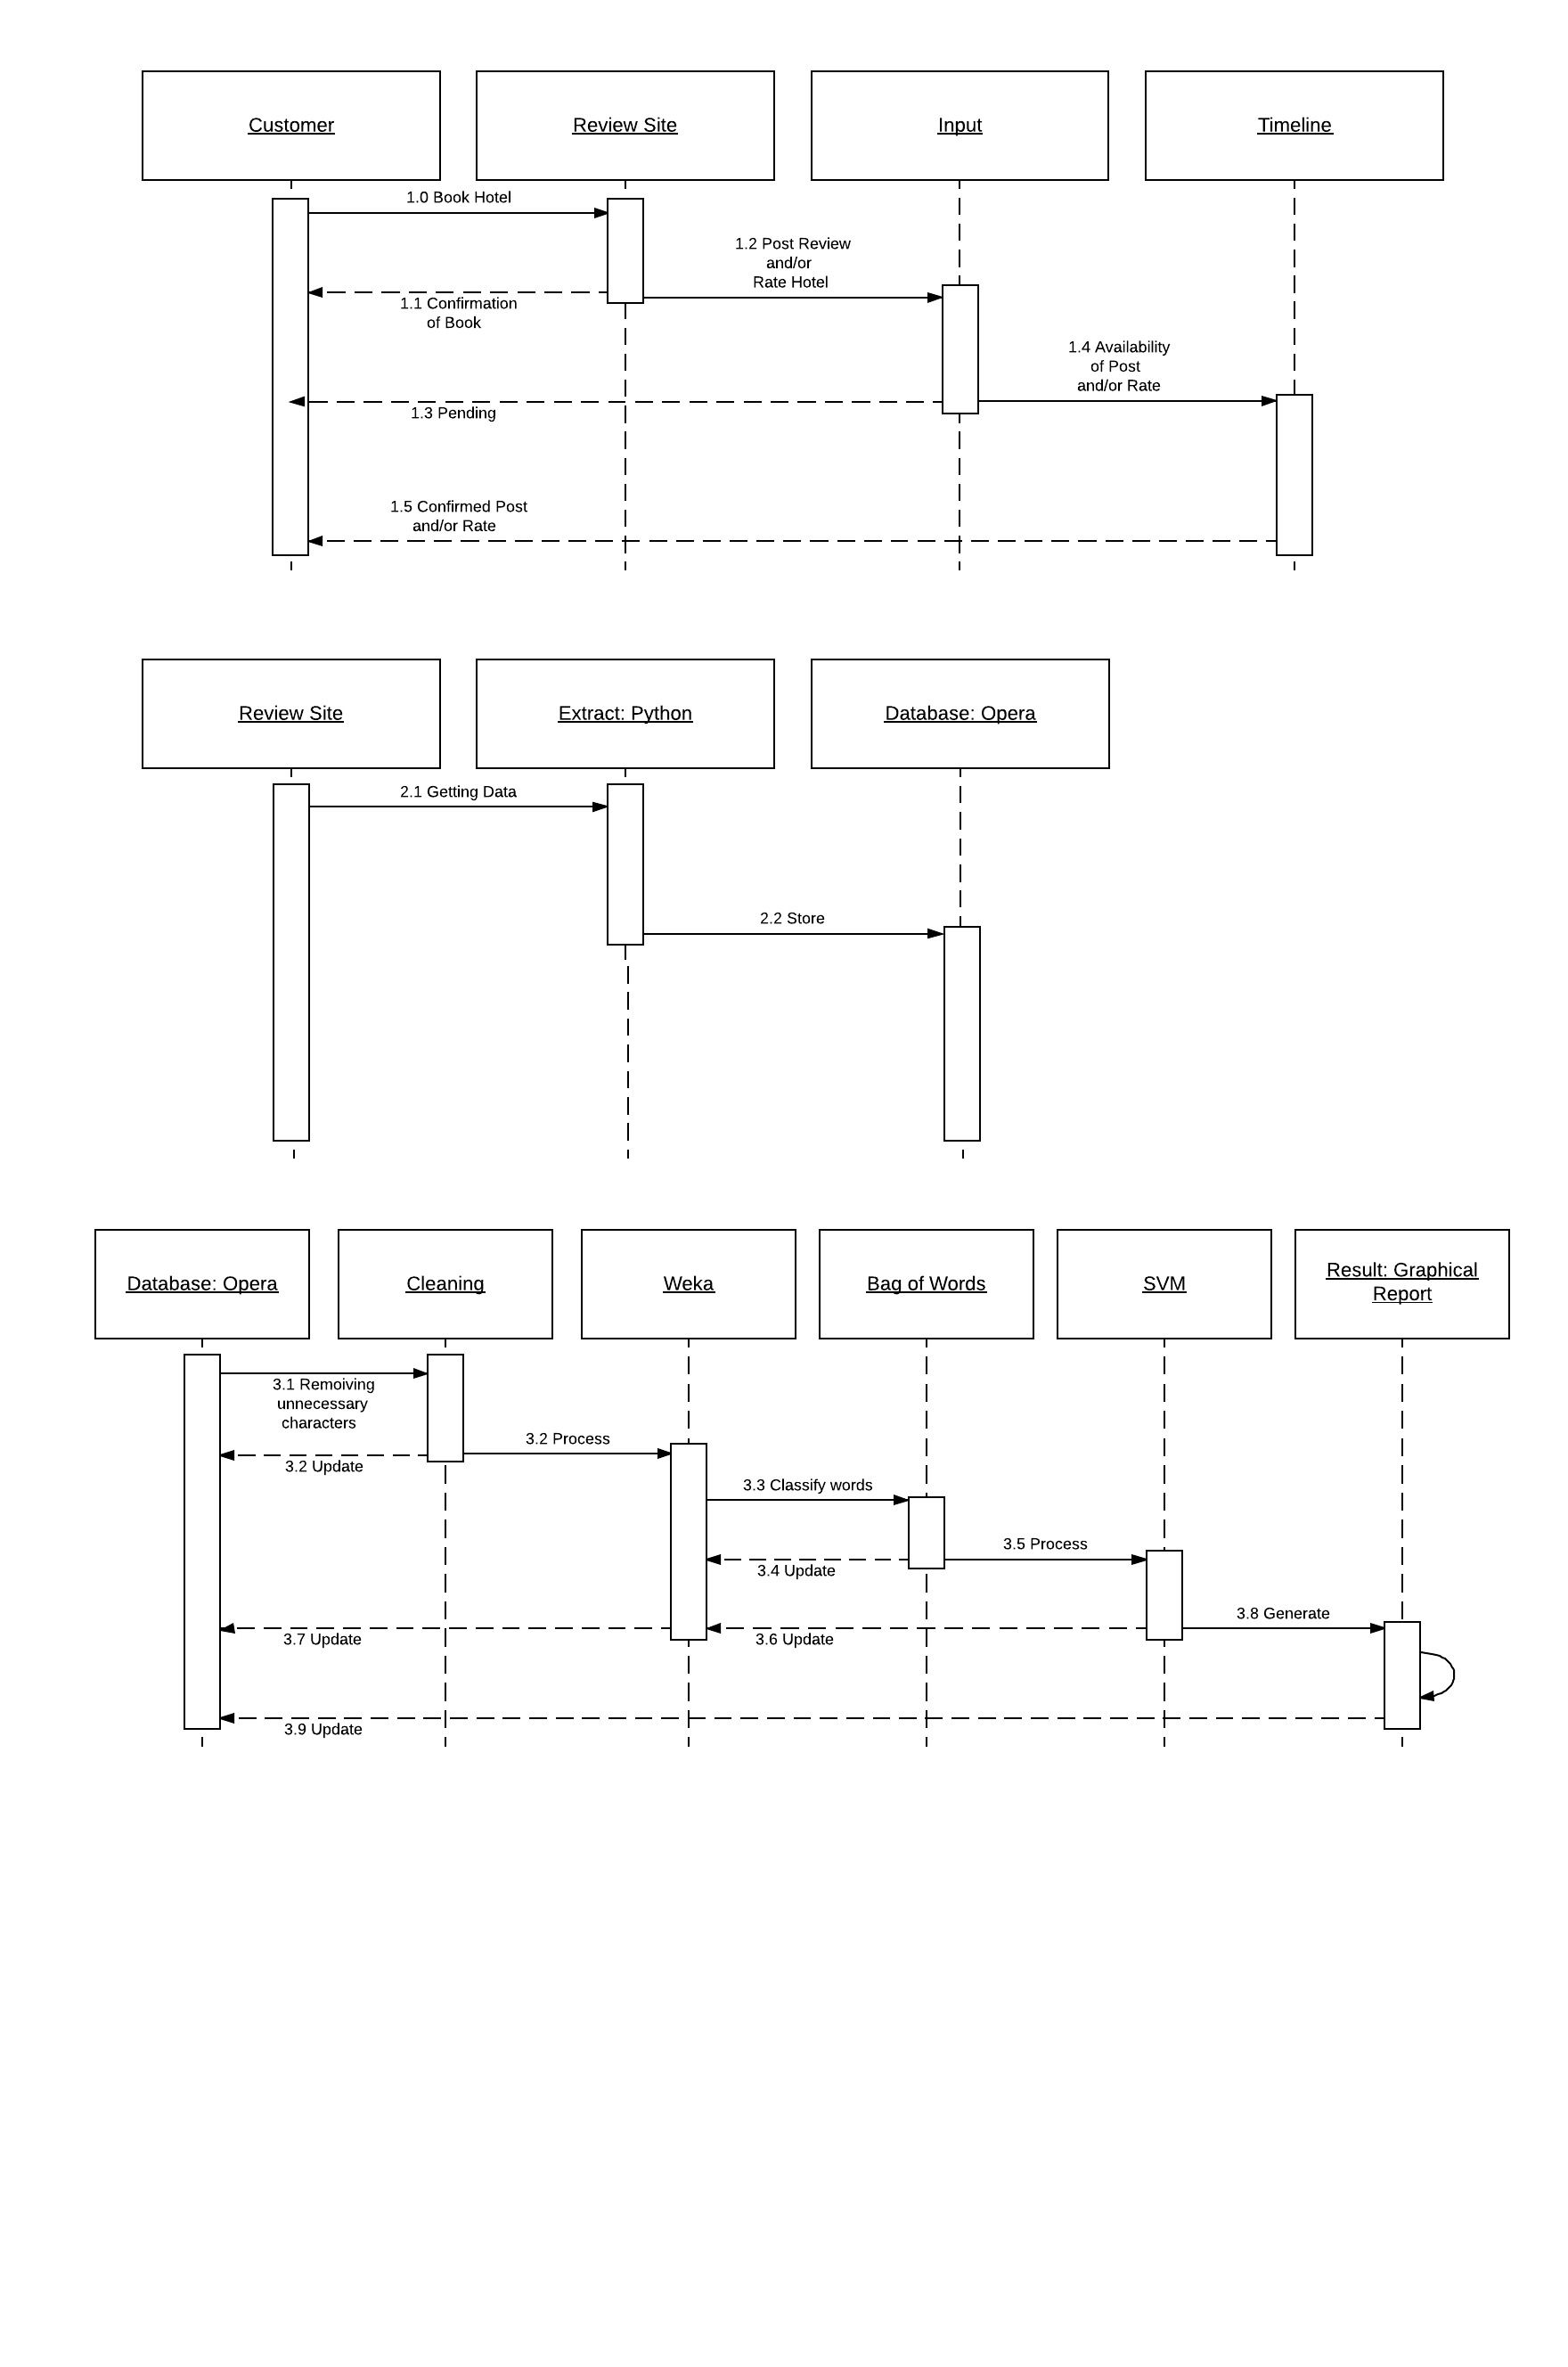 Customer
Review Site
Input
Timeline
1.0 Book Hotel
1.2 Post Review
and/or
Rate Hotel
1.1 Confirmation
of Book
1.4 Availability
of Post
and/or Rate
1.3 Pending
1.5 Confirmed Post
and/or Rate
Review Site
Extract: Python
Database: Opera
2.1 Getting Data
2.2 Store
Database: Opera
Cleaning
Weka
Bag of Words
SVM
Result: Graphical
Report
3.1 Remoiving
unnecessary
characters
3.2 Process
3.2 Update
3.3 Classify words
3.5 Process
3.4 Update
3.8 Generate
3.7 Update
3.6 Update
3.9 Update